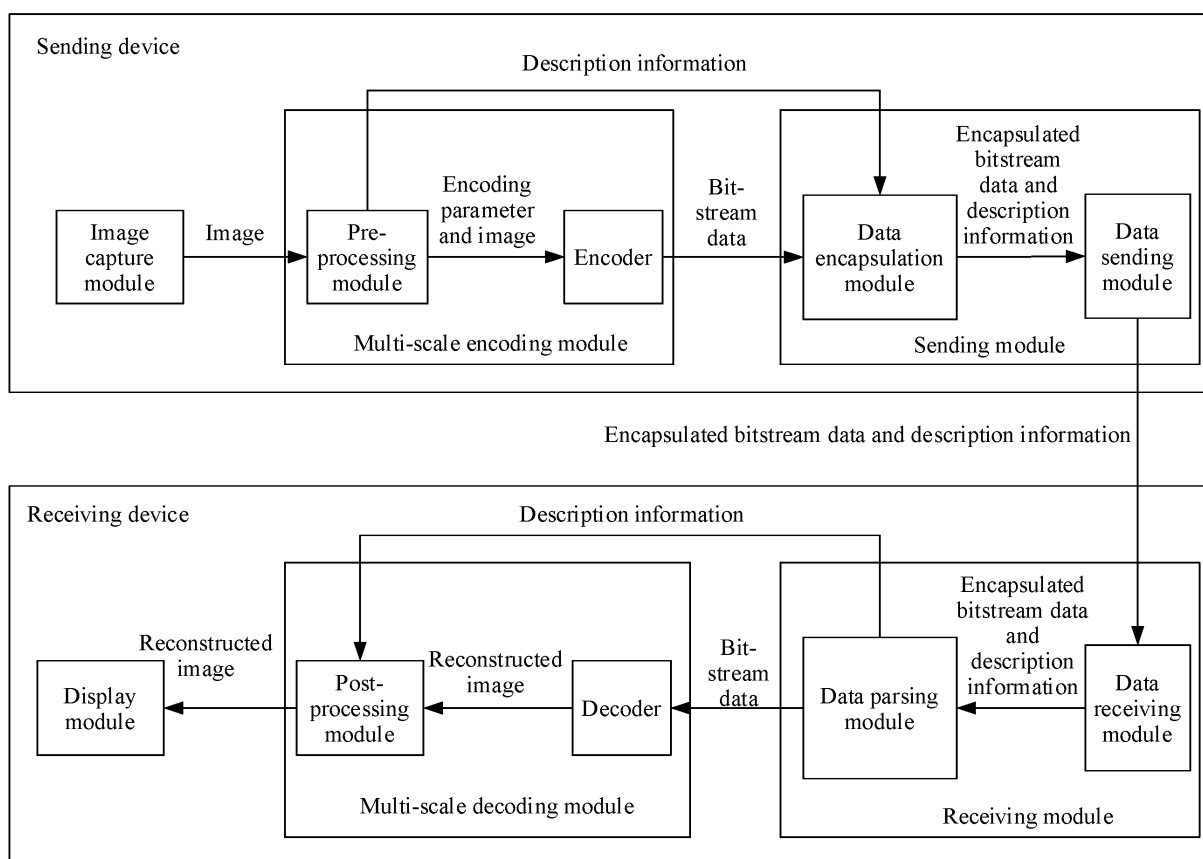 Sending device
Description information
Image
capture
module
Image
Pre-
processing
module
Encoding
parameter
and image
Encoder
Multi-scale encoding module
Bit-
stream
data
Data
encapsulation
module
Encapsulated
bitstream
data and
description
information
Data
sending
module
Sending module
Encapsulated bitstream data and description information
Receiving device
Description information
Display
module
Reconstructed
image
Post-
processing
module
Reconstructed
image
Decoder
Multi-scale decoding module
Bit-
stream
data
Data parsing
module
Encapsulated
bitstream data
and
description
information
Data
receiving
module
Receiving module